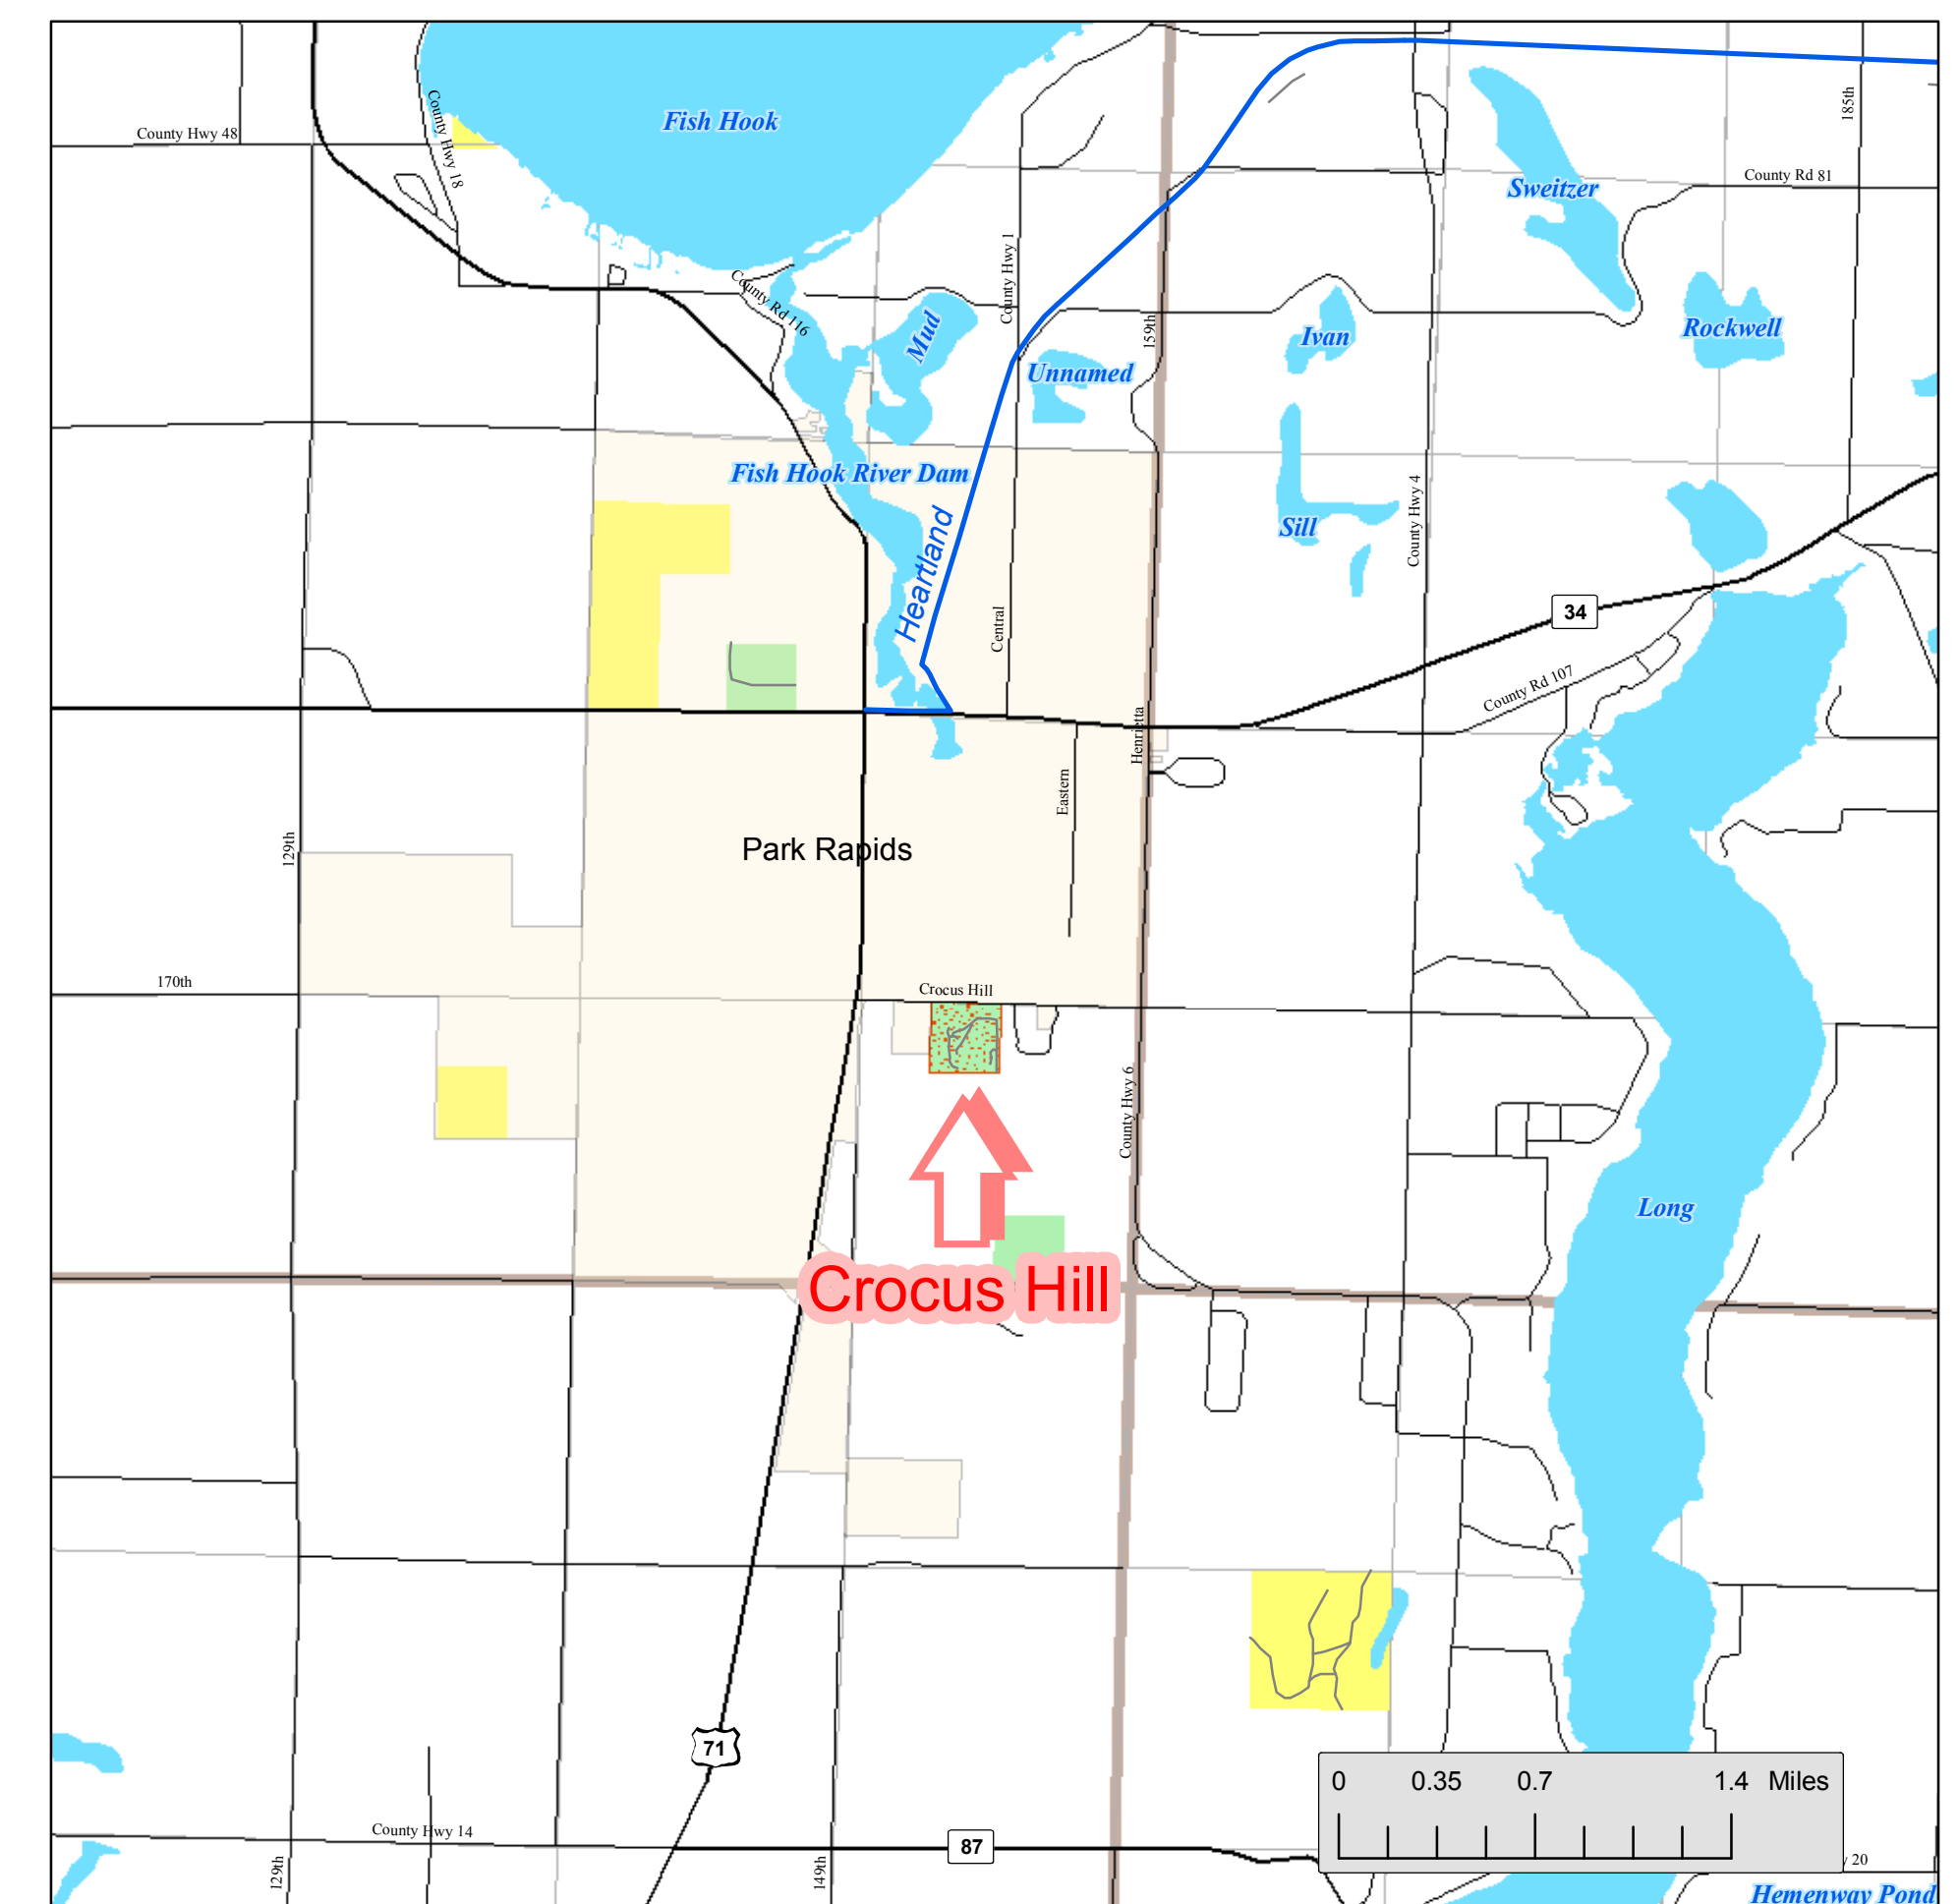 Fish Hook
County Hwy 48
County Hwy 18
185th
County Rd 81
Sweitzer
County Hwy 1
County Rd 116
Mud
159th
Ivan
Rockwell
Unnamed
Fish Hook River Dam
Heartland
Sill
County Hwy 4
34
Central
County Rd 107
Henrietta
Eastern
129th
Park Rapids
170th
Crocus Hill
County Hwy 6
Long
Crocus Hill
71
0 0.35 0.7 1.4 Miles
County Hwy 14
87
129th
149th
20
Hemenway Pond